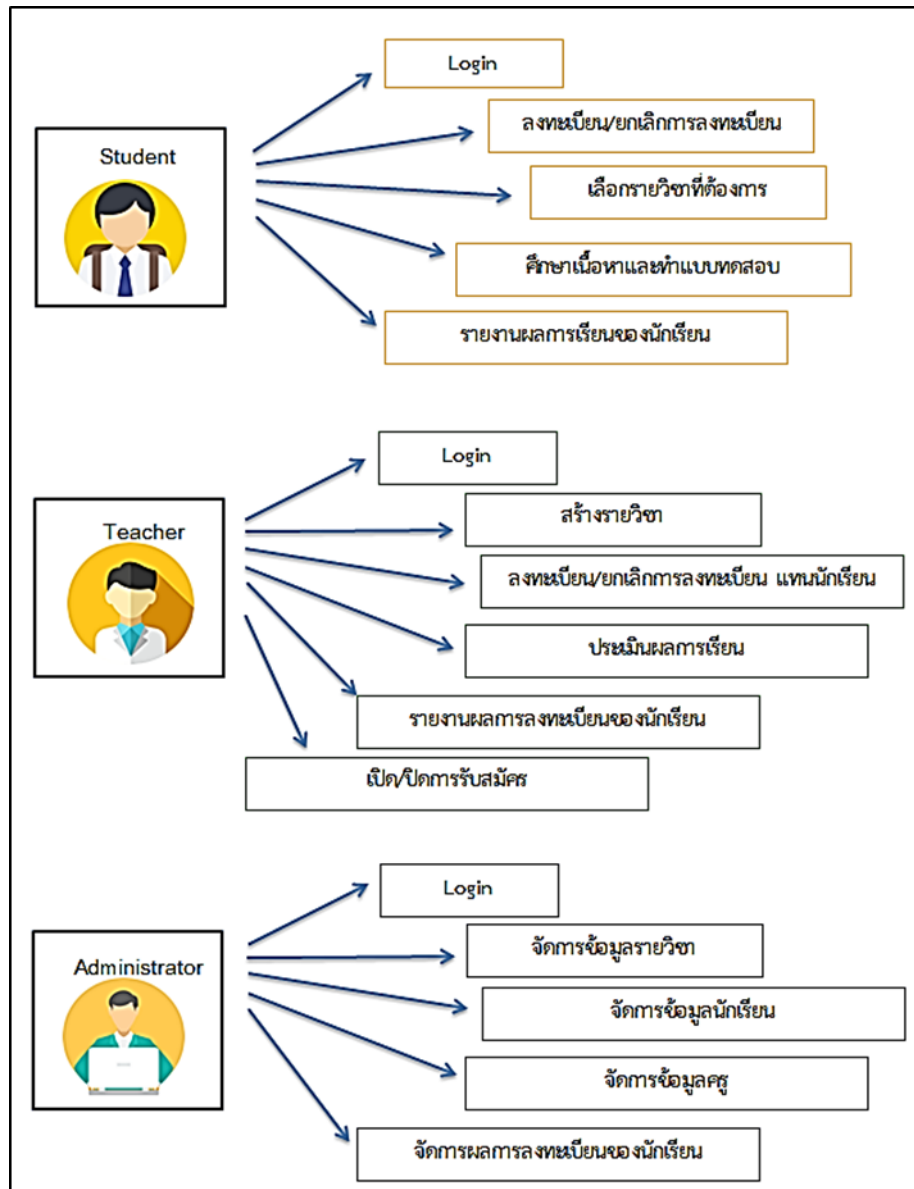 Login
ลงทะเบียน/ยกเลิกการลงทะเบียน
Student
เลือกรายวิชาที่ต้องการ
ศึกษาเนื้อหาและทำแบบทดสอบ
รายงานผลการเรียนของนักเรียน
Login
สร้างรายวิชา
Teacher
ลงทะเบียน/ยกเลิกการลงทะเบียน แทนนักเรียน
ประเมินผลการเรียน
รายงานผลการลงทะเบียนของนักเรียน
เปิด/ปิดการรับสมัคร
Login
จัดการข้อมูลรายวิชา
Administrator
จัดการข้อมูลนักเรียน
จัดการข้อมูลครู
จัดการผลการลงทะเบียนของนักเรียน